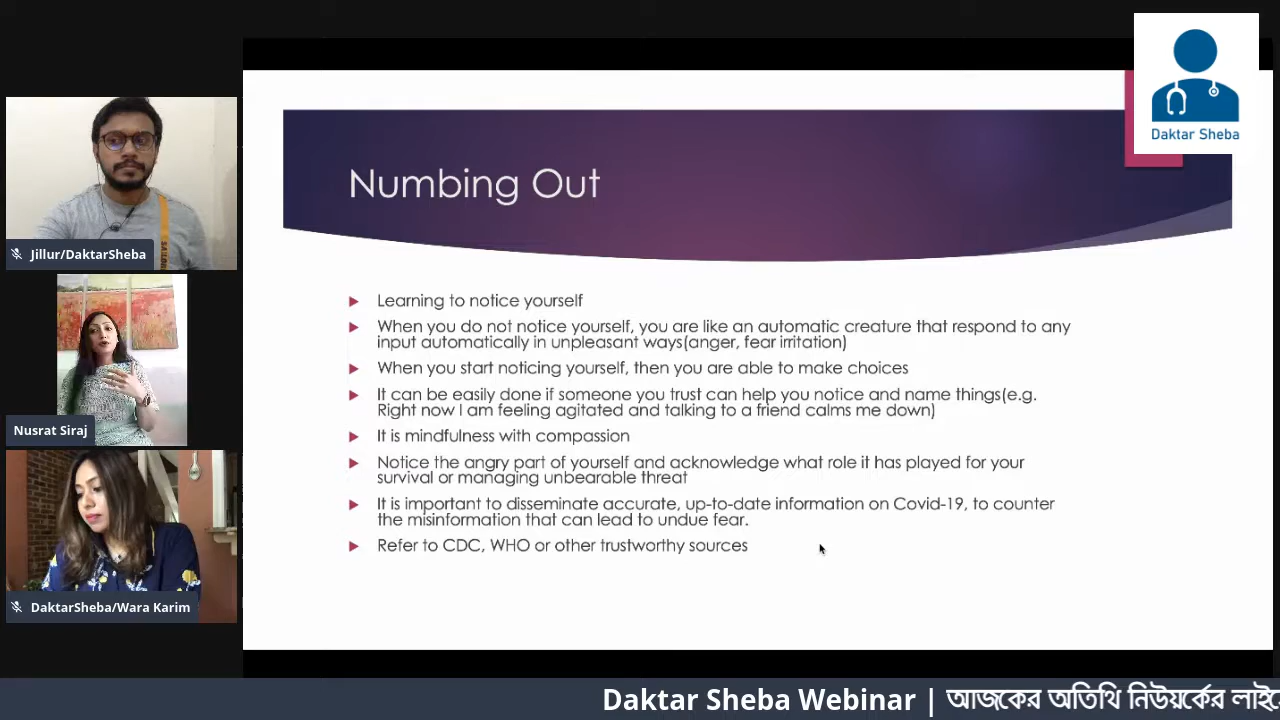 Daktar Sheba
Numbing Out
Learning to notice yourself
When you do not notice yourself, you are like an automatic creature that respond to any
input automatically in unpleasant ways(anger, fear irritation)
When you start noticing yourself, then you are able to make choices
It can be easily done if someone you trust can help you notice and name things(e.g.
Right now I am feeling agitated and talking to a friend calms me down)
It is mindfulness with compassion
Notice the angry part of yourself and acknowledge what role it has played for your
survival or managing unbearable threat
It is important to disseminate accurate, up-to-date information on Covid-19, to counter
the misinformation that can lead to undue fear.
Refer to CDC, WHO or other trustworthy sources
Jillur/DaktarSheba
Nusrat Siraj
DaktarSheba/Wara Karim
Daktar Sheba Webinar | আজকের অতিথি নিউয়র্কের